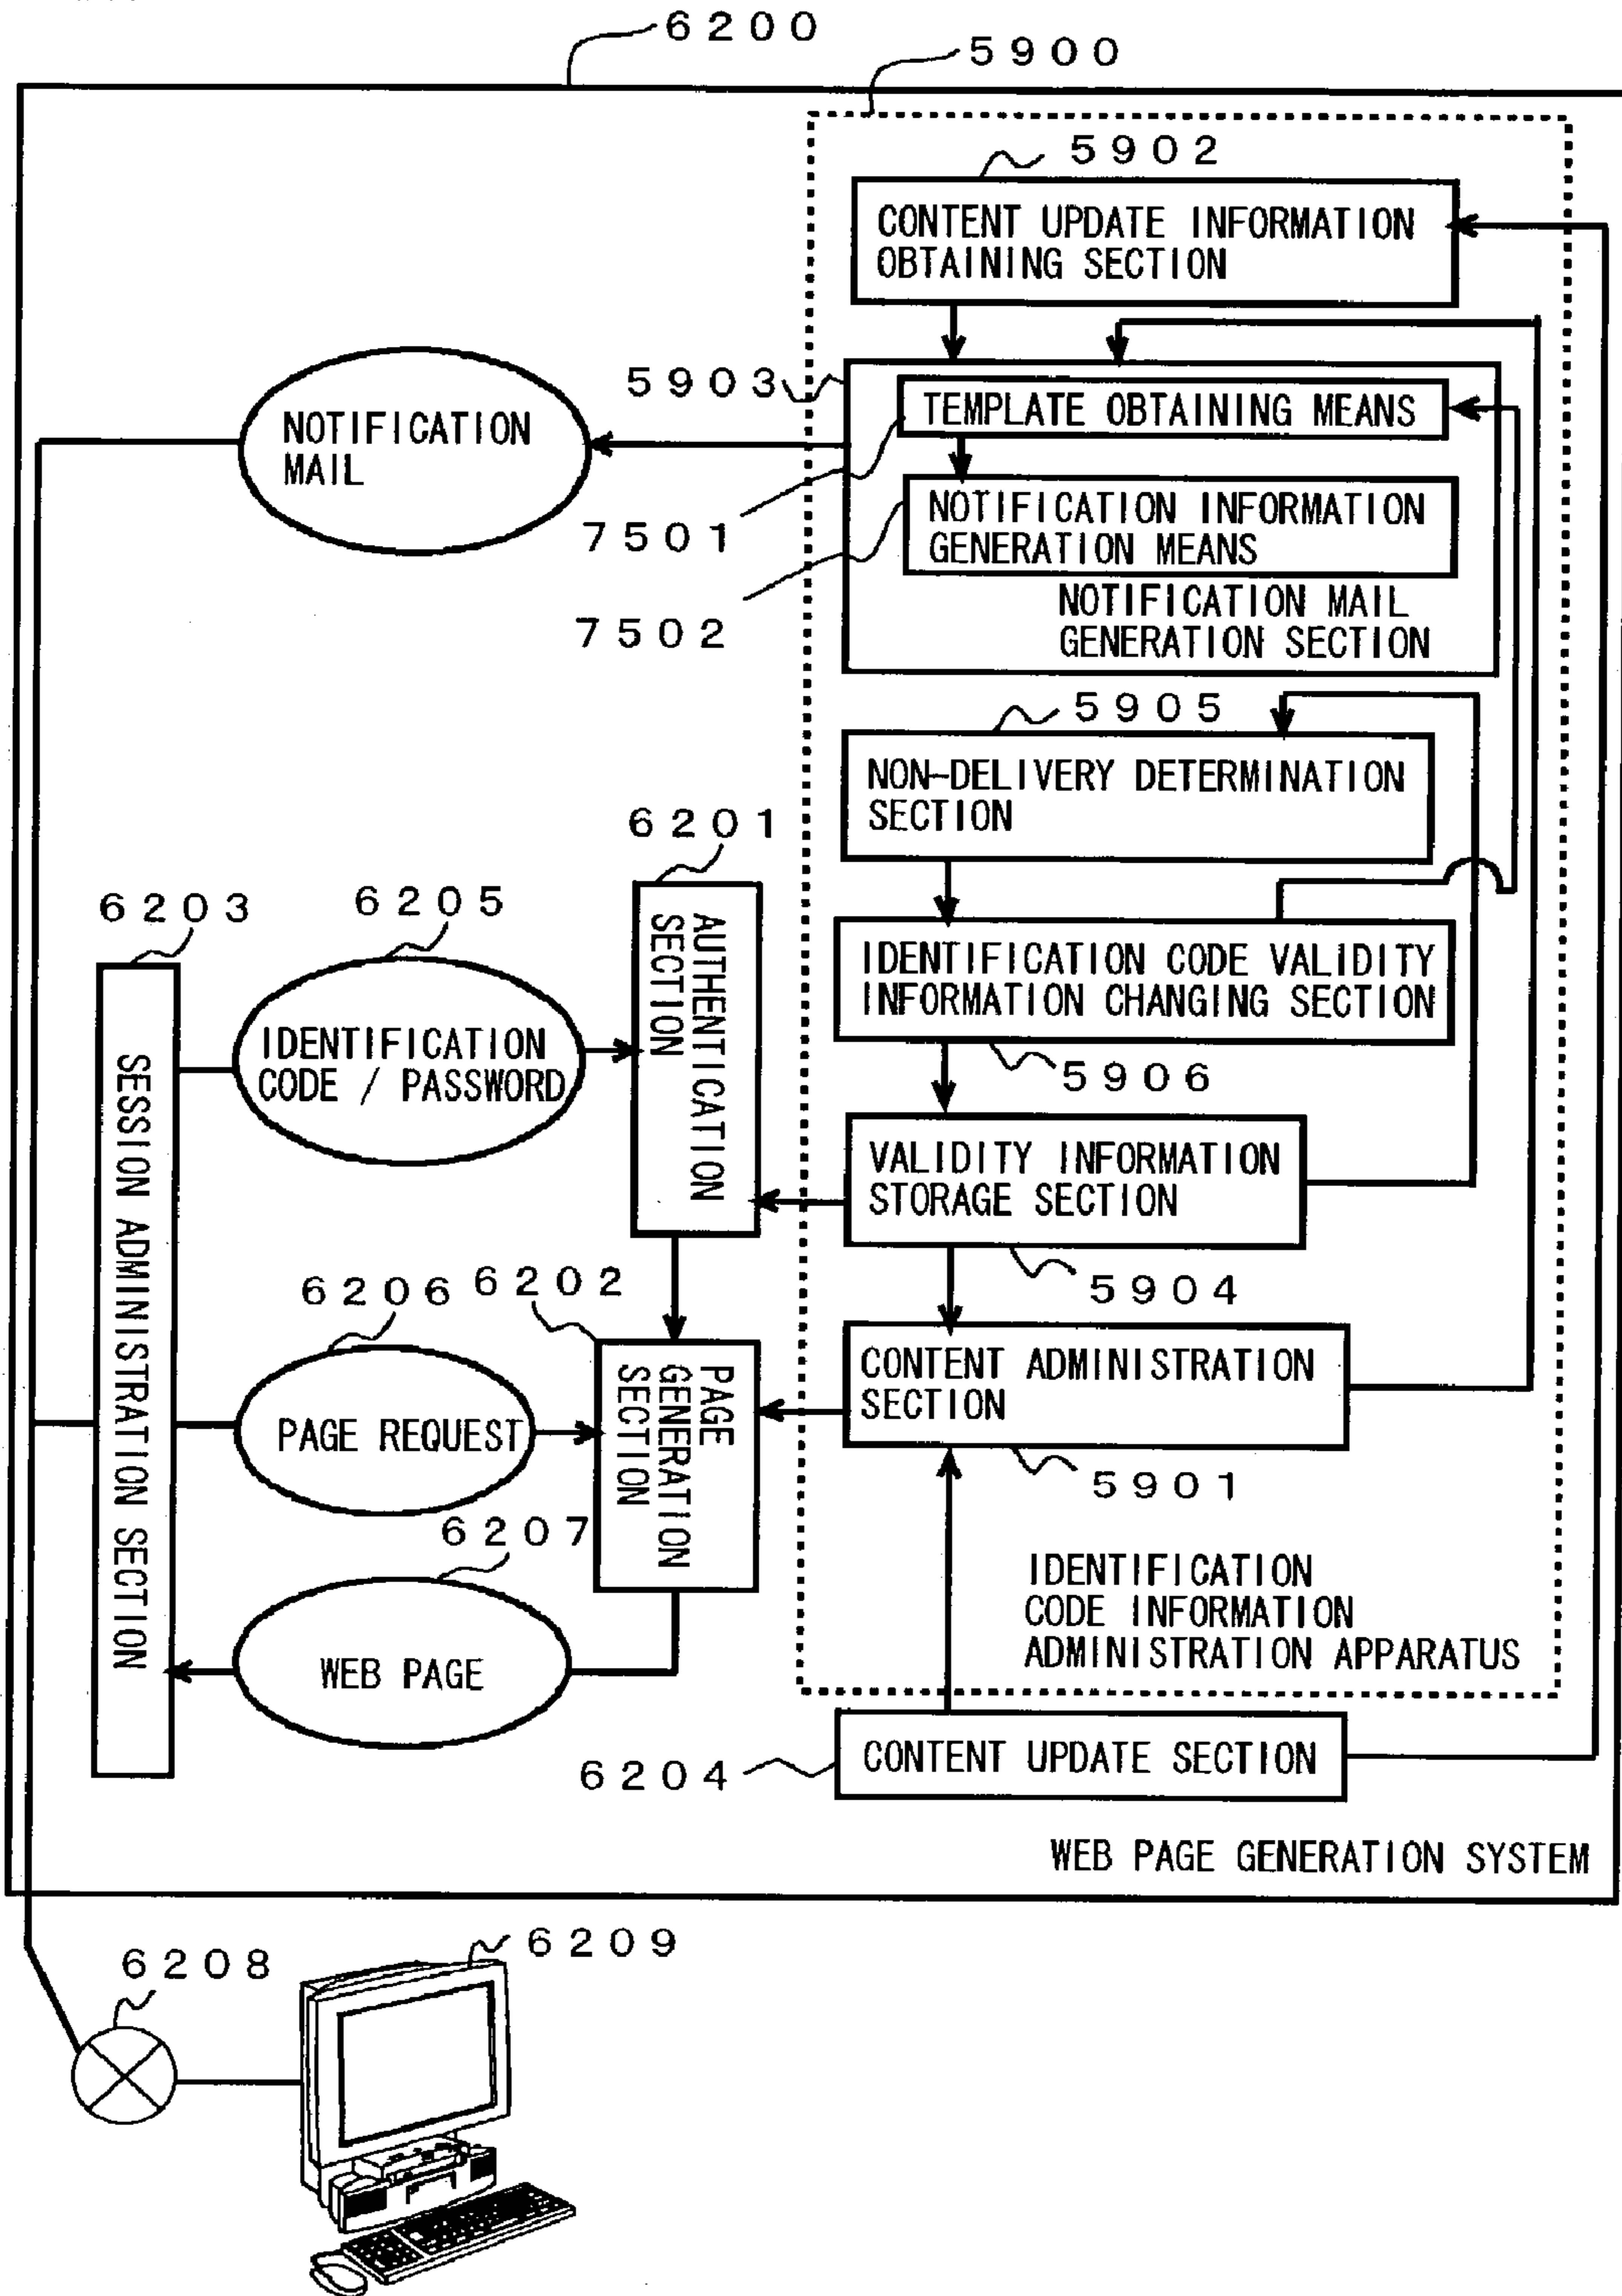 6200
5900
5902
CONTENT UPDATE INFORMATION
OBTAINING SECTION
5903
TEMPLATE OBTAINING MEANS
NOTIFICATION
MAIL
7501
NOTIFICATION INFORMATION
GENERATION MEANS
7502
NOTIFICATION MAIL
GENERATION SECTION
5905
NON-DELIVERY DETERMINATION
SECTION
6201
6203
6205
AUTHENTICATION
SECTION
IDENTIFICATION CODE VALIDITY
INFORMATION CHANGING SECTION
IDENTIFICATION
CODE / PASSWORD
5906
SESSION ADMINISTRATION SECTION
VALIDITY INFORMATION
STORAGE SECTION
6206
6202
5904
PAGE
GENERATION
SECTION
CONTENT ADMINISTRATION
SECTION
PAGE REQUEST
5901
6207
IDENTIFICATION
CODE INFORMATION
ADMINISTRATION APPARATUS
WEB PAGE
6204
CONTENT UPDATE SECTION
WEB PAGE GENERATION SYSTEM
6208
6209